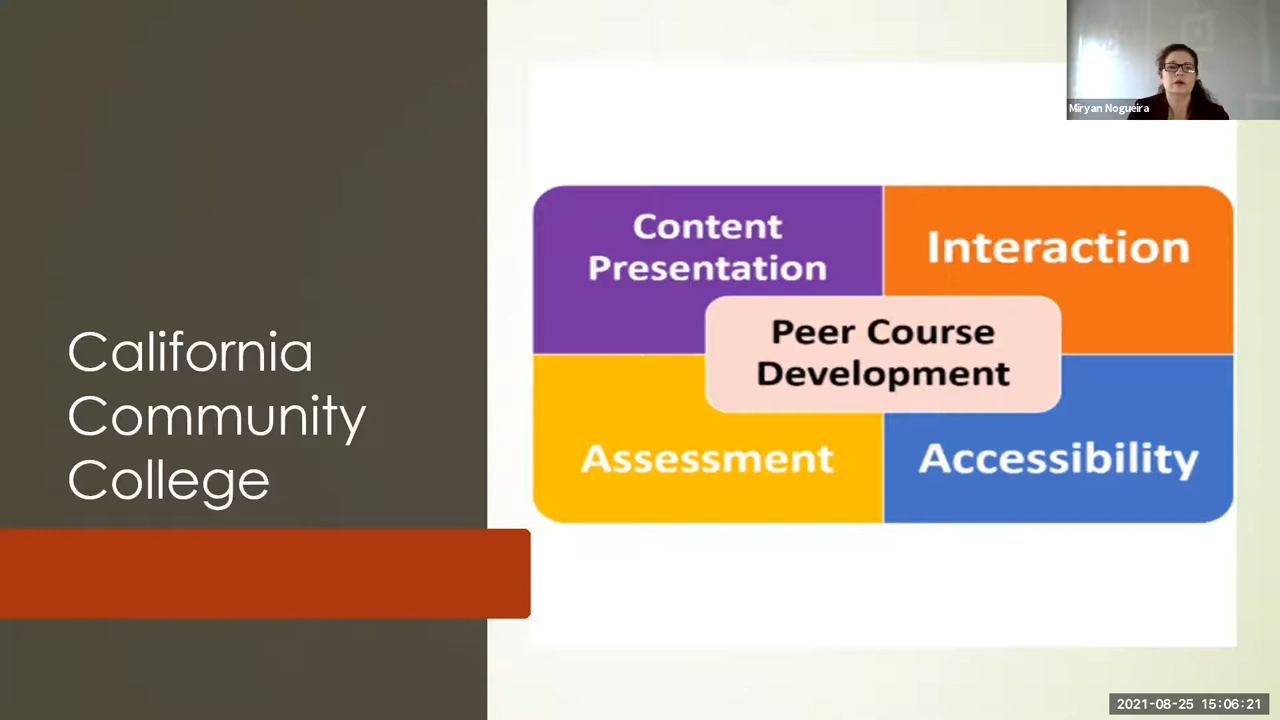 California
Community
College
Content
Presentation
Interaction
Peer Course
Development
Assessment
Accessibility
Miryan Nogueira
2021-08-25 15:06:21